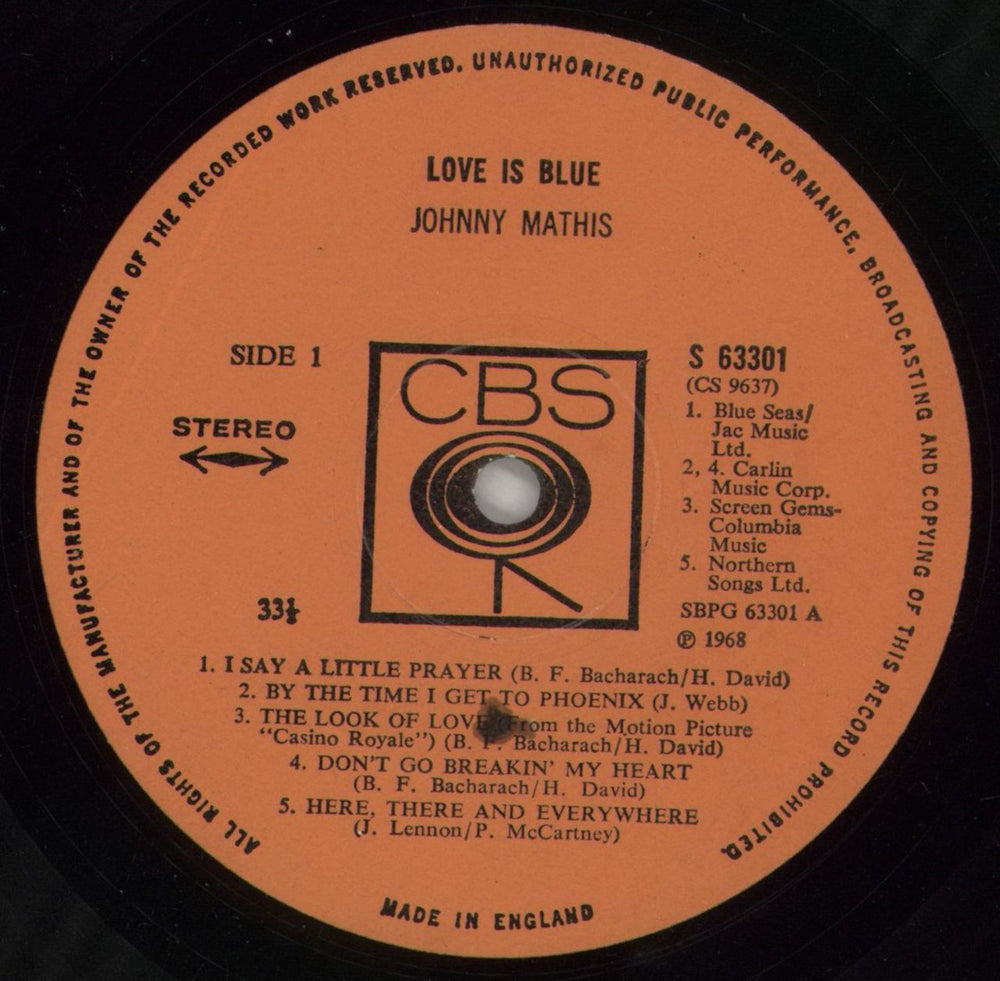 ALL RIGHTS OF THE MANUFACTURER AND OF THE OWNER OF THE RECORDED WORK RESERVED. UNAUTHORIZED PUBLIC PERFORMANCE, BROADCASTING AND COPYING OF THIS RECORD PROHIBITED.
LOVE IS BLUE
JOHNNY MATHIS
SIDE 1
STEREO
33⅓
CBS
S 63301
(CS 9637)
1. Blue Seas/
Jac Music
Ltd.
2, 4. Carlin
Music Corp.
3. Screen Gems-
Columbia
Music
5. Northern
Songs Ltd.
SBPG 63301 A
℗ 1968
1. I SAY A LITTLE PRAYER (B. F. Bacharach/H. David)
2. BY THE TIME I GET TO PHOENIX (J. Webb)
3. THE LOOK OF LOVE (From the Motion Picture
"Casino Royale") (B. F. Bacharach/H. David)
4. DON'T GO BREAKIN' MY HEART
(B. F. Bacharach/H. David)
5. HERE, THERE AND EVERYWHERE
(J. Lennon/P. McCartney)
MADE IN ENGLAND